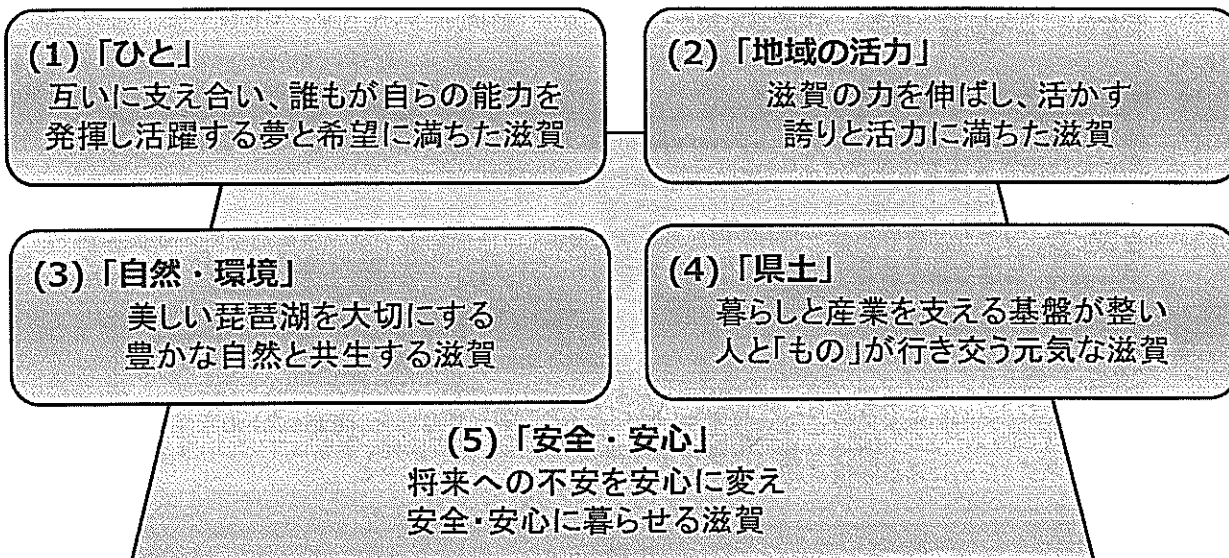 (1)「ひと」
互いに支え合い、誰もが自らの能力を
発揮し活躍する夢と希望に満ちた滋賀
(2)「地域の活力」
滋賀の力を伸ばし、活かす
誇りと活力に満ちた滋賀
(3)「自然・環境」
美しい琵琶湖を大切にする
豊かな自然と共生する滋賀
(4)「県土」
暮らしと産業を支える基盤が整い
人と「もの」が行き交う元気な滋賀
(5)「安全・安心」
将来への不安を安心に変え
安全・安心に暮らせる滋賀